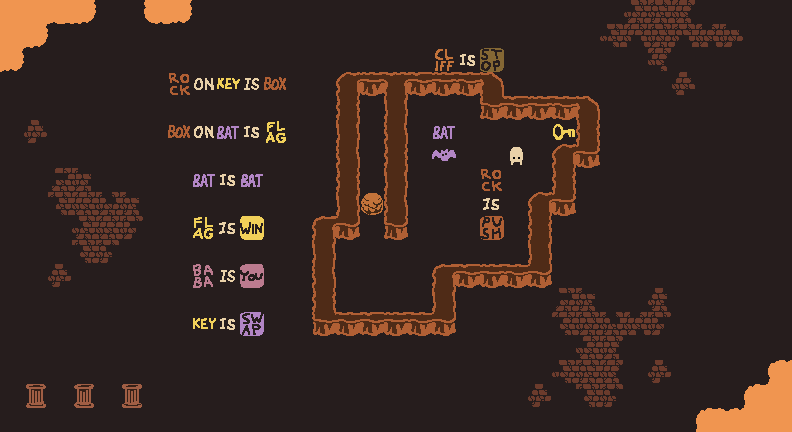 CLIFF IS STOP
ROCK ON KEY IS BOX
BOX ON BAT IS FLAG
BAT
BAT IS BAT
ROCK
IS
PUSH
FLAG IS WIN
BABA IS YOU
KEY IS SWAP